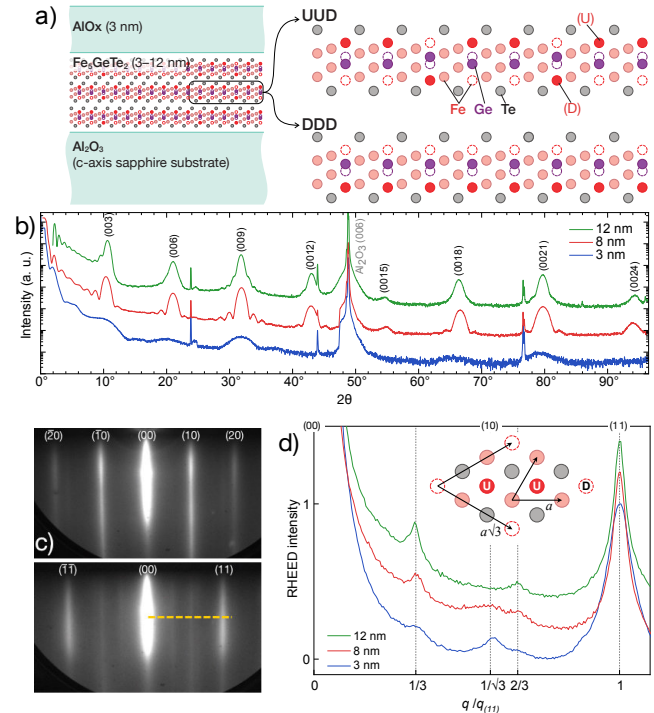 a)
AlOx (3 nm)
Fe₅GeTe₂ (3–12 nm)
Al₂O₃
(c-axis sapphire substrate)
UUD
(U)
Fe
Ge
Te
(D)
DDD
b)
Intensity (a. u.)
(003)
(006)
(009)
(0012)
Al₂O₃ (006)
(0015)
(0018)
(0021)
(0024)
12 nm
8 nm
3 nm
0 10 20 30 40 50 60 70 80 90
2θ
(2̅0) (1̅0) (00) (10) (20)
c)
(1̅1̅) (00) (11)
d)
(00) (10) (11)
RHEED intensity
1
0
U U D
a
a√3
12 nm
8 nm
3 nm
0 1/3 1/√3 2/3 1
q /q(11)